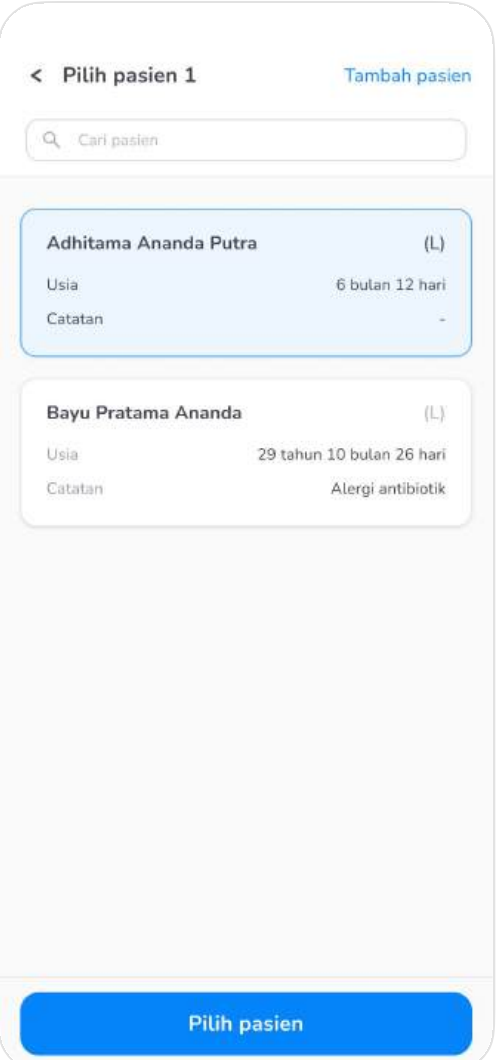 < Pilih pasien 1 Tambah pasien
Cari pasien
Adhitama Ananda Putra (L)
Usia 6 bulan 12 hari
Catatan -
Bayu Pratama Ananda (L)
Usia 29 tahun 10 bulan 26 hari
Catatan Alergi antibiotik
Pilih pasien